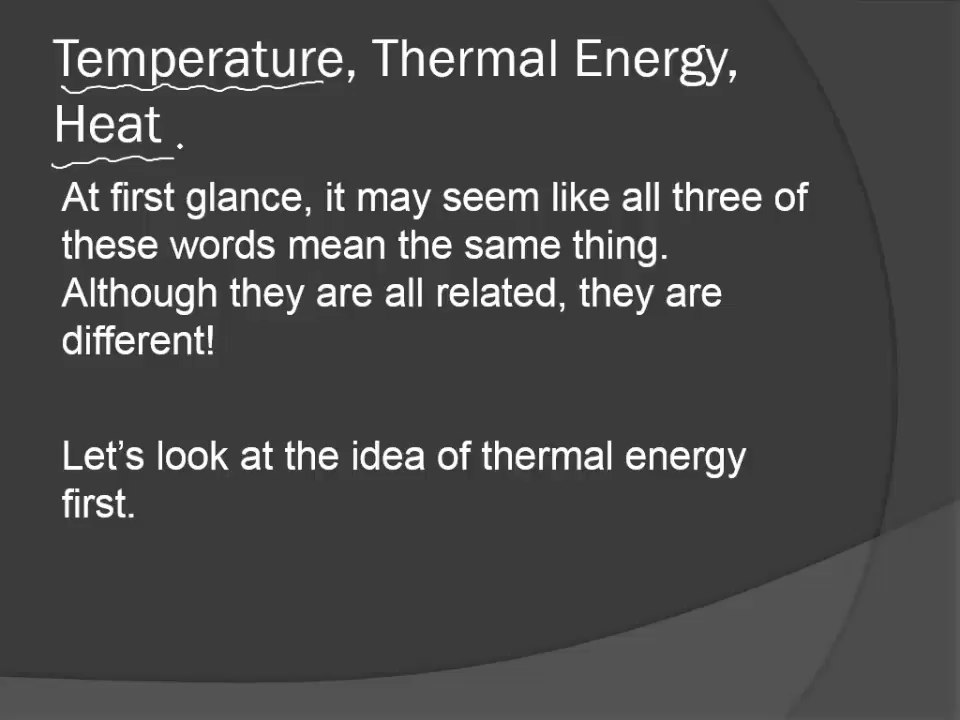 Temperature, Thermal Energy,
Heat
At first glance, it may seem like all three of
these words mean the same thing.
Although they are all related, they are
different!
Let’s look at the idea of thermal energy
first.